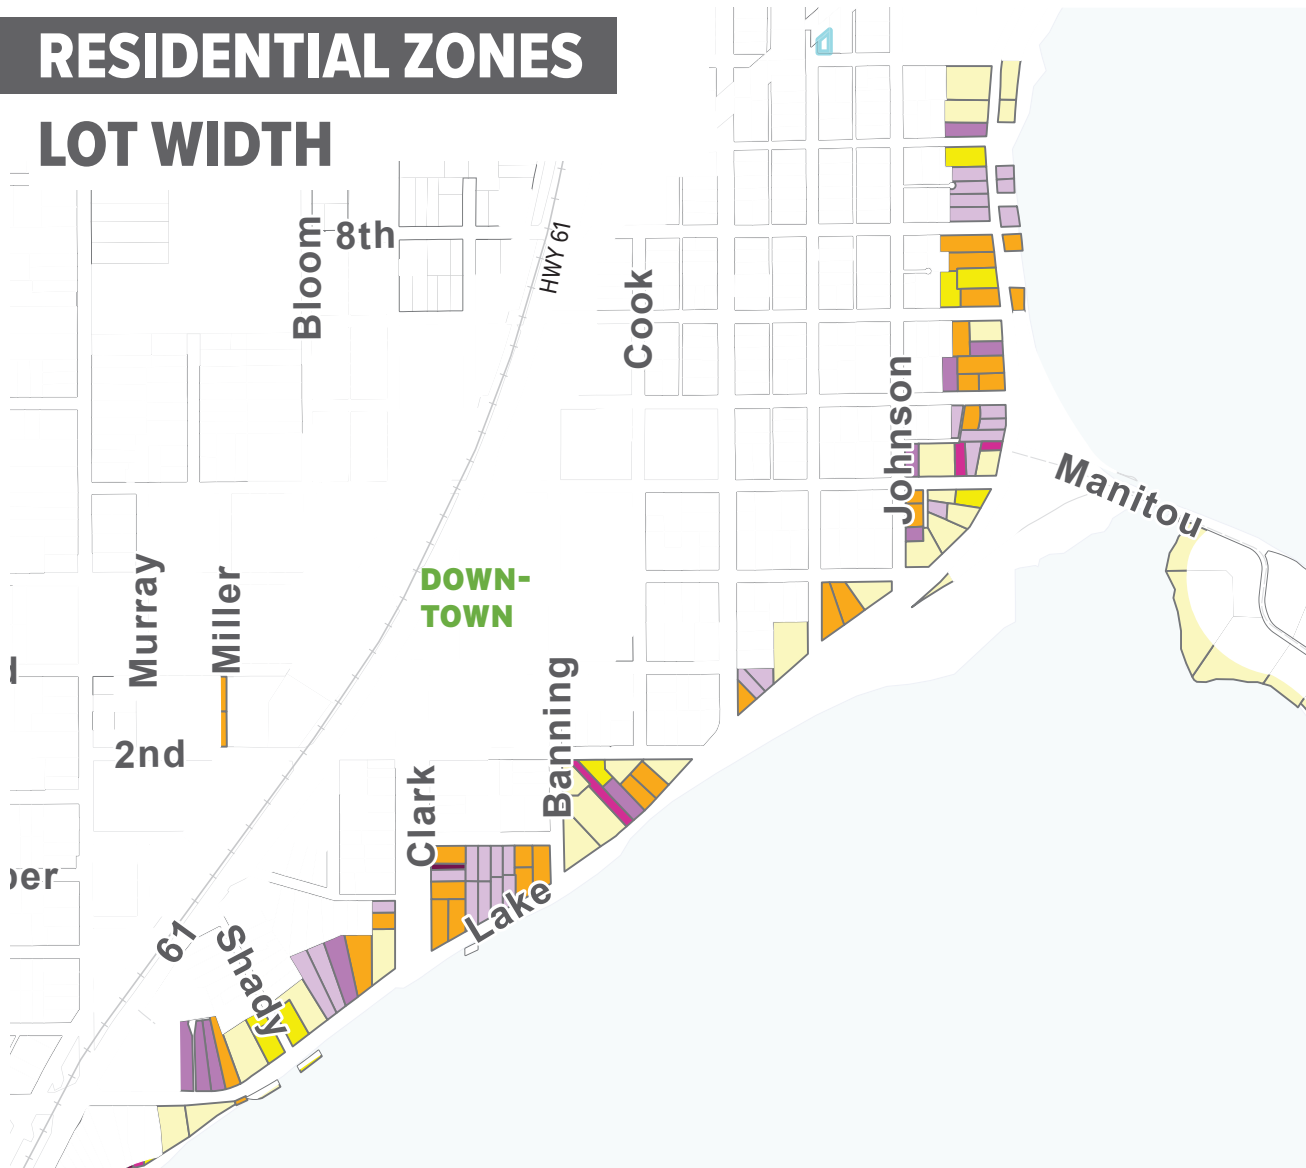 RESIDENTIAL ZONES
LOT WIDTH
Bloom
8th
HWY 61
Cook
Johnson
Manitou
Murray
Miller
DOWN-
TOWN
Banning
2nd
Clark
Lake
61
Shady